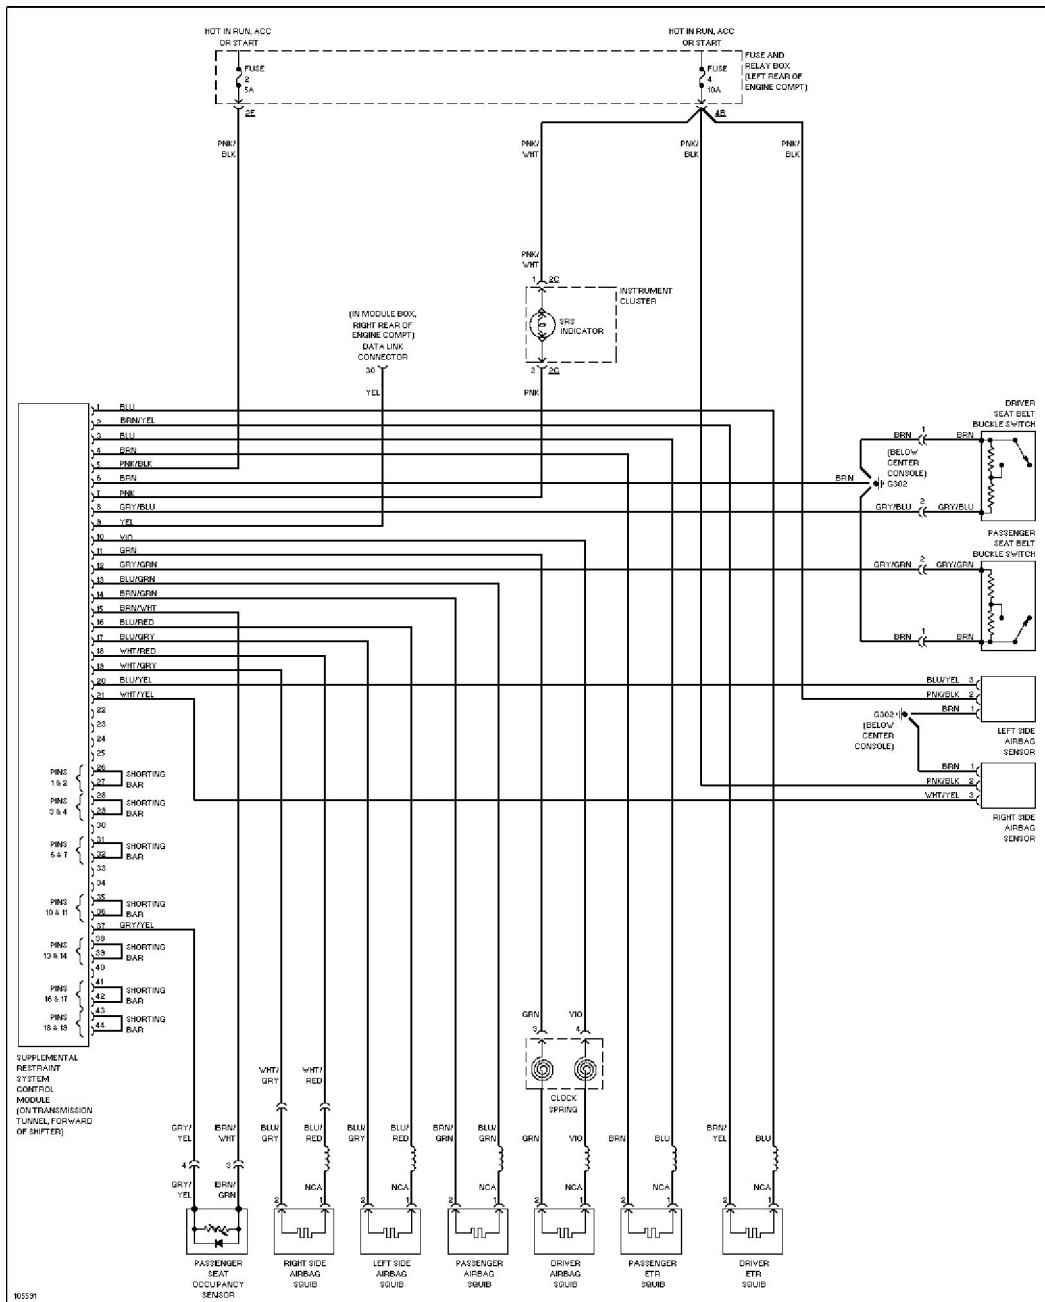 HOT IN RUN, ACC
OR START
HOT IN RUN, ACC
OR START
FUSE
2
5A
FUSE
4
10A
FUSE AND
RELAY BOX
(LEFT REAR OF
ENGINE COMPT)
2E
4B
PNK/
BLK
PNK/
WHT
PNK/
BLK
PNK/
BLK
PNK/
WHT
1 2C
INSTRUMENT
CLUSTER
SRS
INDICATOR
2 2C
PNK
(IN MODULE BOX,
RIGHT REAR OF
ENGINE COMPT)
DATA LINK
CONNECTOR
30
YEL
1 BLU
2 BRN/YEL
3 BLU
4 BRN
5 PNK/BLK
6 BRN
7 PNK
8 GRY/BLU
9 YEL
10 VIO
11 GRN
12 GRY/GRN
13 BLU/GRN
14 BRN/GRN
15 BRN/WHT
16 BLU/RED
17 BLU/GRY
18 WHT/RED
19 WHT/GRY
20 BLU/YEL
21 WHT/YEL
22
23
24
25
26
27
28
29
30
31
32
33
34
35
36
37 GRY/YEL
38
39
40
41
42
43
44
PINS
1 & 2
SHORTING
BAR
PINS
3 & 4
SHORTING
BAR
PINS
6 & 7
SHORTING
BAR
PINS
10 & 11
SHORTING
BAR
PINS
13 & 14
SHORTING
BAR
PINS
16 & 17
SHORTING
BAR
PINS
18 & 19
SHORTING
BAR
SUPPLEMENTAL
RESTRAINT
SYSTEM
CONTROL
MODULE
(ON TRANSMISSION
TUNNEL, FORWARD
OF SHIFTER)
DRIVER
SEAT BELT
BUCKLE SWITCH
BRN 1 BRN
(BELOW
CENTER
CONSOLE)
G302
BRN
GRY/BLU 2 GRY/BLU
PASSENGER
SEAT BELT
BUCKLE SWITCH
GRY/GRN 2 GRY/GRN
BRN 1 BRN
BLU/YEL 3
PNK/BLK 2
BRN 1
LEFT SIDE
AIRBAG
SENSOR
G302
(BELOW
CENTER
CONSOLE)
BRN 1
PNK/BLK 2
WHT/YEL 3
RIGHT SIDE
AIRBAG
SENSOR
GRN
3
VIO
4
CLOCK
SPRING
WHT/
GRY
WHT/
RED
GRY/
YEL
BRN/
WHT
BLU/
GRY
BLU/
RED
BLU/
GRY
BLU/
RED
BRN/
GRN
BLU/
GRN
GRN
VIO
BRN
BLU
BRN/
YEL
BLU
4
3
GRY/
YEL
BRN/
GRN
NCA
NCA
NCA
NCA
NCA
NCA
2 1
2 1
2 1
2 1
2 1
2 1
PASSENGER
SEAT
OCCUPANCY
SENSOR
RIGHT SIDE
AIRBAG
SQUIB
LEFT SIDE
AIRBAG
SQUIB
PASSENGER
AIRBAG
SQUIB
DRIVER
AIRBAG
SQUIB
PASSENGER
ETR
SQUIB
DRIVER
ETR
SQUIB
105591